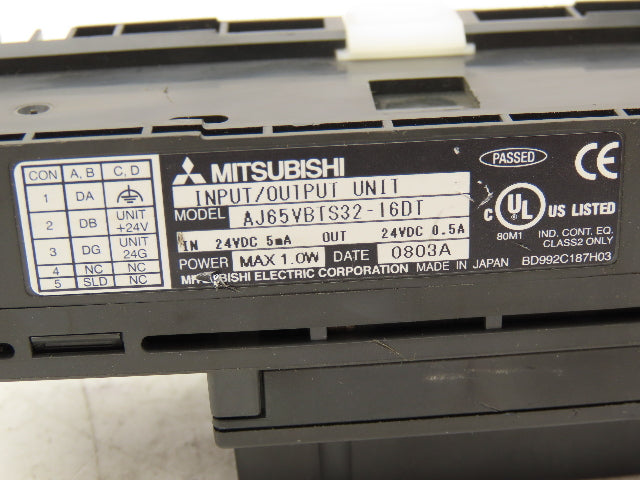 CON A, B C, D
1 DA
2 DB UNIT +24V
3 DG UNIT 24G
4 NC NC
5 SLD NC
MITSUBISHI
PASSED
CE
INPUT/OUTPUT UNIT
MODEL AJ65VBTS32-16DT
IN 24VDC 5mA OUT 24VDC 0.5A
POWER MAX 1.0W DATE 0803A
MITSUBISHI ELECTRIC CORPORATION MADE IN JAPAN
C UL US LISTED
80M1 IND. CONT. EQ.
CLASS2 ONLY
BD992C187H03